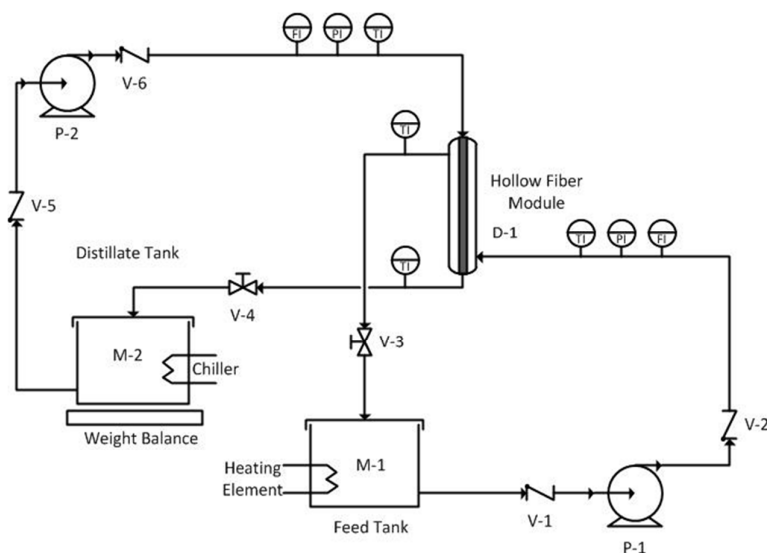 FI
PI
TI
V-6
P-2
TI
Hollow Fiber
Module
D-1
V-5
TI
PI
FI
Distillate Tank
TI
V-4
V-3
M-2
Chiller
Weight Balance
V-2
Heating
Element
M-1
V-1
Feed Tank
P-1